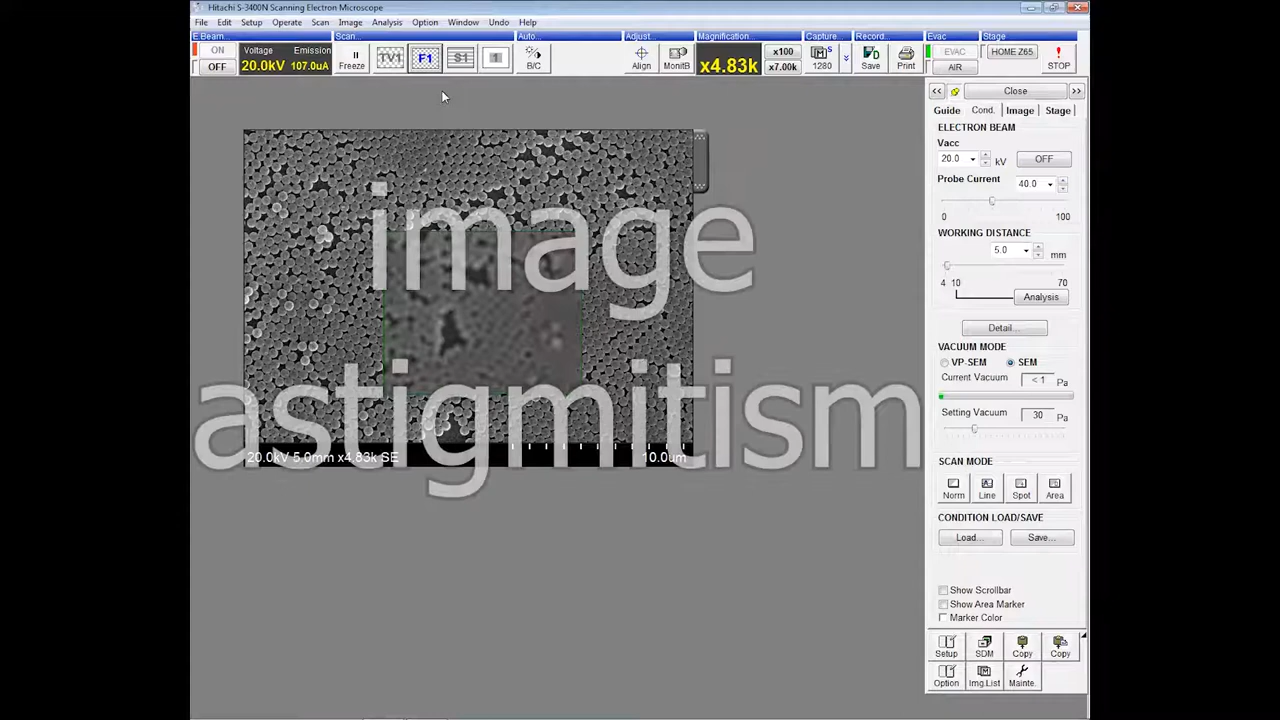 Hitachi S-3400N Scanning Electron Microscope
File Edit Setup Operate Scan Image Analysis Option Window Undo Help
E.Beam... Scan... Auto... Adjust... Magnification... Capture... Record... Evac Stage
ON Voltage Emission x100 EVAC HOME Z65
OFF 20.0kV 107.0uA Freeze TV1 F1 S1 1 B/C Align MonitB x4.83k x7.00k 1280 Save Print AIR STOP
<< Close >>
Guide Cond. Image Stage
ELECTRON BEAM
Vacc
20.0 kV OFF
Probe Current 40.0
0 100
WORKING DISTANCE
5.0 mm
4 10 70
Analysis
Detail...
VACUUM MODE
VP-SEM SEM
Current Vacuum < 1 Pa
Setting Vacuum 30 Pa
SCAN MODE
Norm Line Spot Area
CONDITION LOAD/SAVE
Load... Save...
Show Scrollbar
Show Area Marker
Marker Color
Setup SDM Copy Copy
Option Img.List Mainte.
image
astigmitism
20.0kV 5.0mm x4.83k SE 10.0um